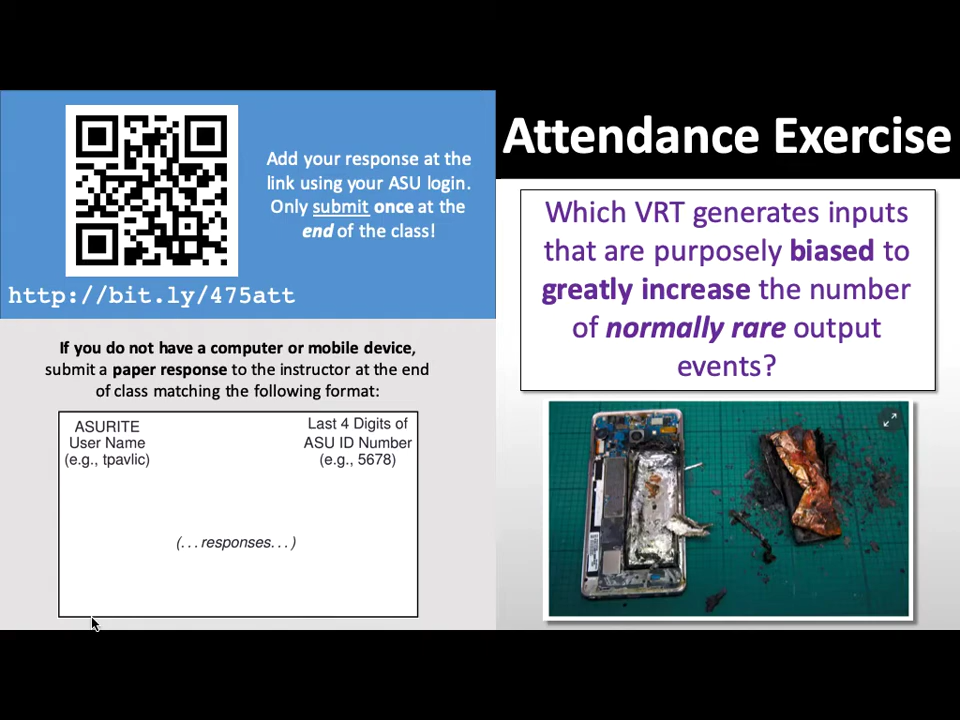 Add your response at the
link using your ASU login.
Only submit once at the
end of the class!
http://bit.ly/475att
If you do not have a computer or mobile device,
submit a paper response to the instructor at the end
of class matching the following format:
ASURITE
User Name
(e.g., tpavlic)
Last 4 Digits of
ASU ID Number
(e.g., 5678)
(...responses...)
Attendance Exercise
Which VRT generates inputs
that are purposely biased to
greatly increase the number
of normally rare output
events?